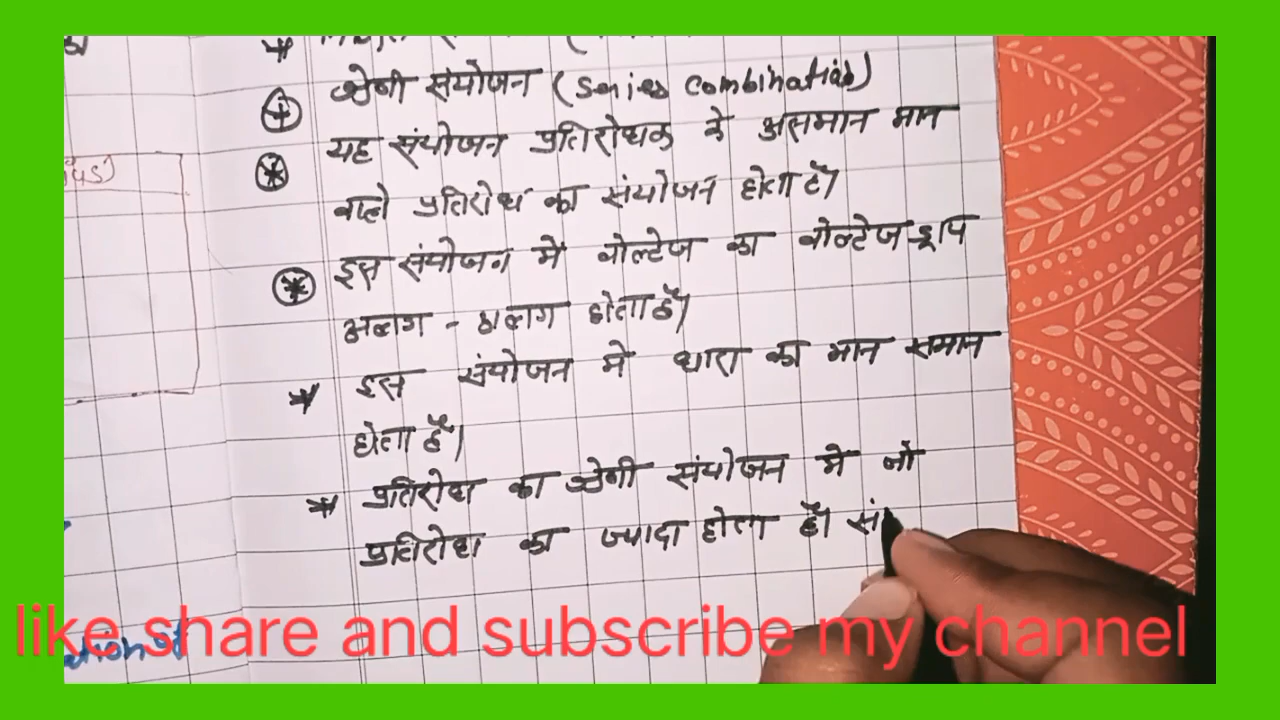 श्रेणी संयोजन (Series Combination)
यह संयोजन प्रतिरोधक के असमान मान
वाले प्रतिरोध का संयोजन होता है।
इस संयोजन में वोल्टेज का वोल्टेज-ड्रॉप
अलग - अलग होता है।
इस संयोजन मे धारा का मान समान
होता है।
प्रतिरोध का श्रेणी संयोजन मे जो
प्रतिरोध का ज्यादा होता है। सं
like share and subscribe my channel